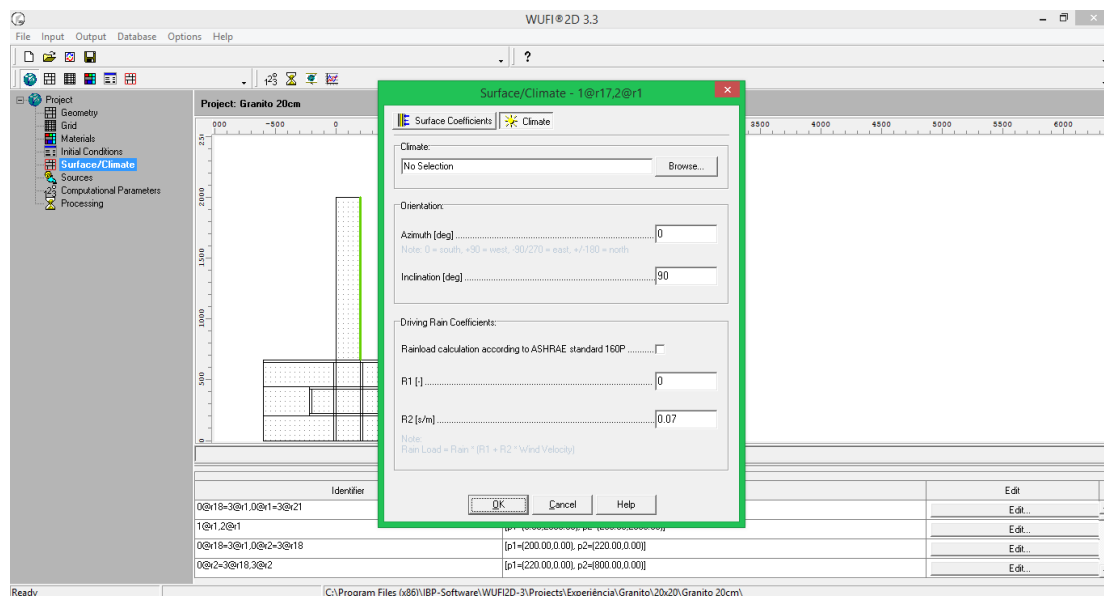 WUFI®2D 3.3
File Input Output Database Options Help
Project
Geometry
Grid
Materials
Initial Conditions
Surface/Climate
Sources
Computational Parameters
Processing
Project: Granito 20cm
000 -500 0 3500 4000 4500 5000 5500 6000
2000
1500
1000
500
0
Surface/Climate - 1@r17,2@r1
Surface Coefficients Climate
Climate:
No Selection Browse...
Orientation:
Azimuth [deg] 0
Note: 0 = south, +90 = west, -90/270 = east, +/-180 = north
Inclination [deg] 90
Driving Rain Coefficients:
Rainload calculation according to ASHRAE standard 160P
R1 [-] 0
R2 [s/m] 0.07
Note:
Rain Load = Rain * (R1 + R2 * Wind Velocity)
OK Cancel Help
Identifier Edit
0@r18=3@r1,0@r1=3@r21 Edit...
1@r1,2@r1 Edit...
0@r18=3@r1,0@r2=3@r18 [p1=(200.00,0.00), p2=(220.00,0.00)] Edit...
0@r2=3@r18,3@r2 [p1=(220.00,0.00), p2=(800.00,0.00)] Edit...
Ready C:\Program Files (x86)\IBP-Software\WUFI2D-3\Projects\Experiência\Granito\20x20\Granito 20cm\